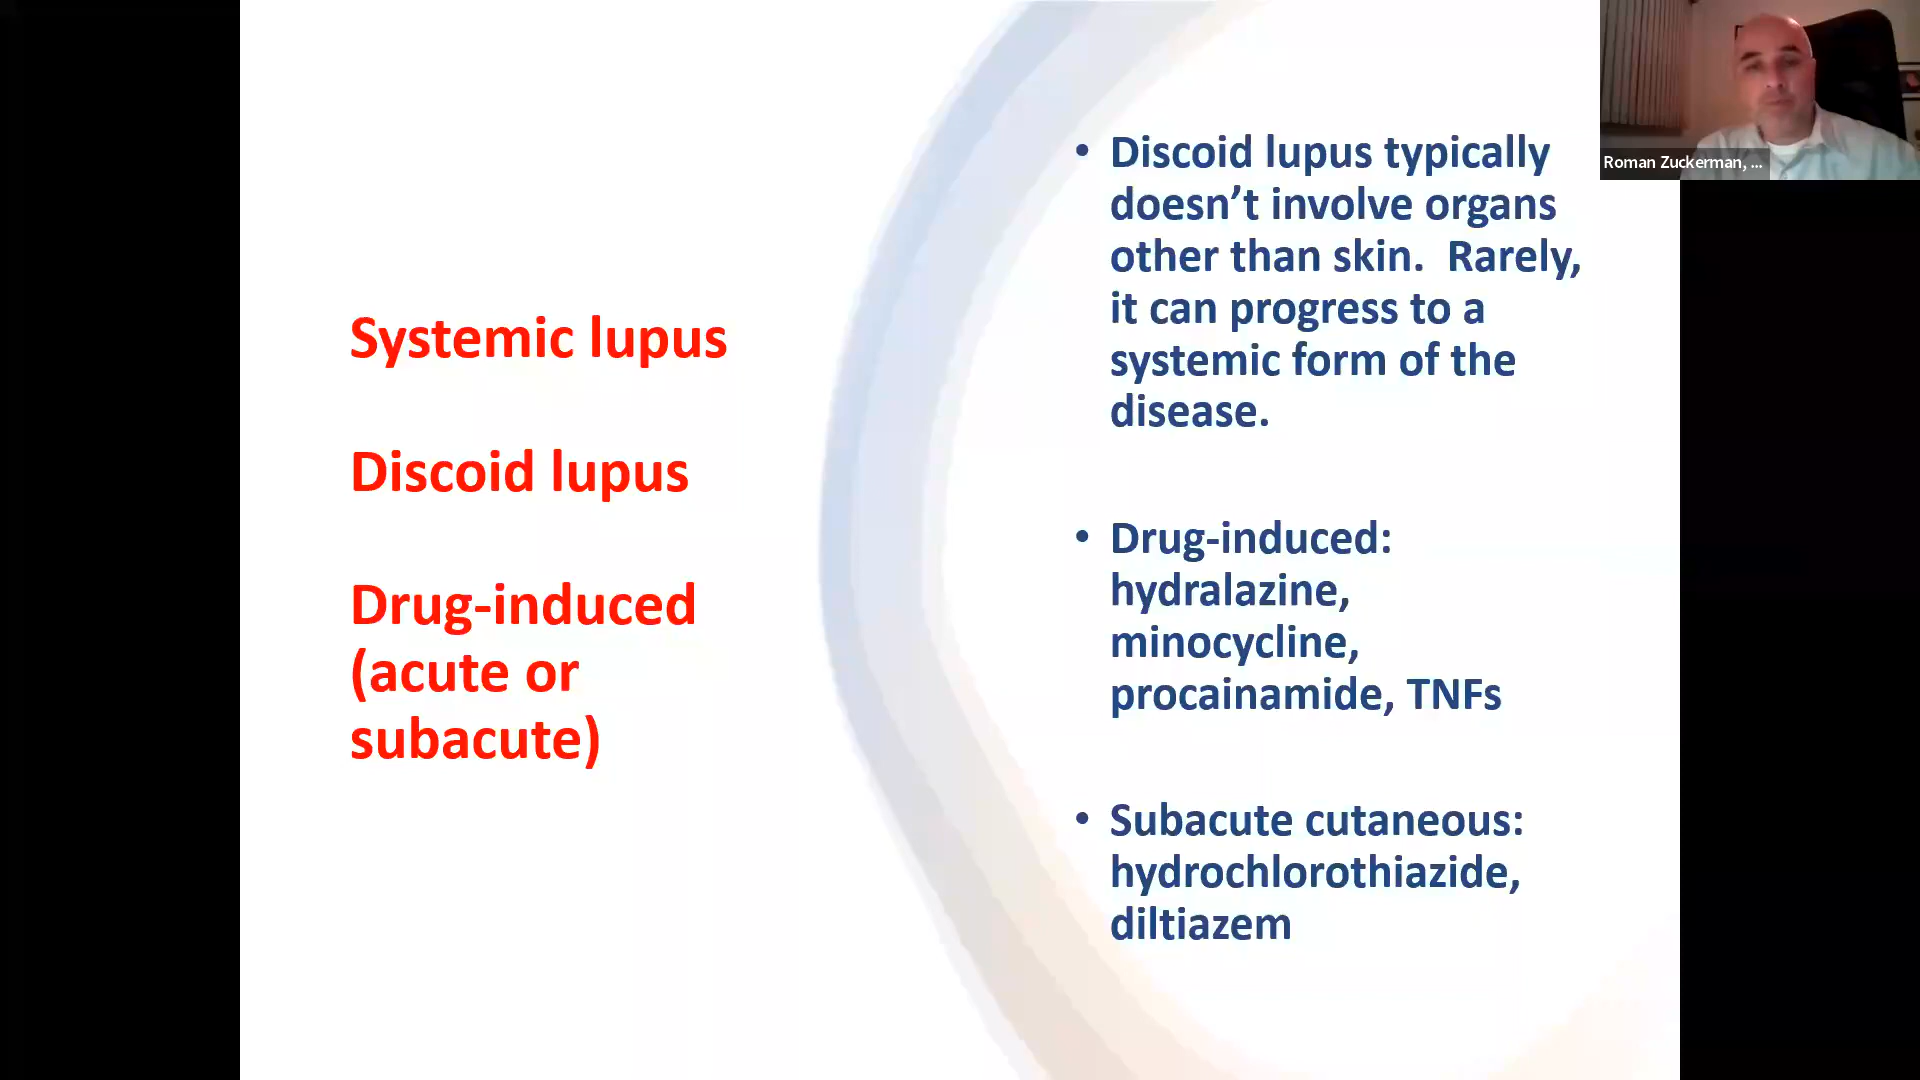 Systemic lupus
Discoid lupus
Drug-induced
(acute or
subacute)
• Discoid lupus typically
doesn’t involve organs
other than skin.  Rarely,
it can progress to a
systemic form of the
disease.
• Drug-induced:
hydralazine,
minocycline,
procainamide, TNFs
• Subacute cutaneous:
hydrochlorothiazide,
diltiazem
Roman Zuckerman, ...